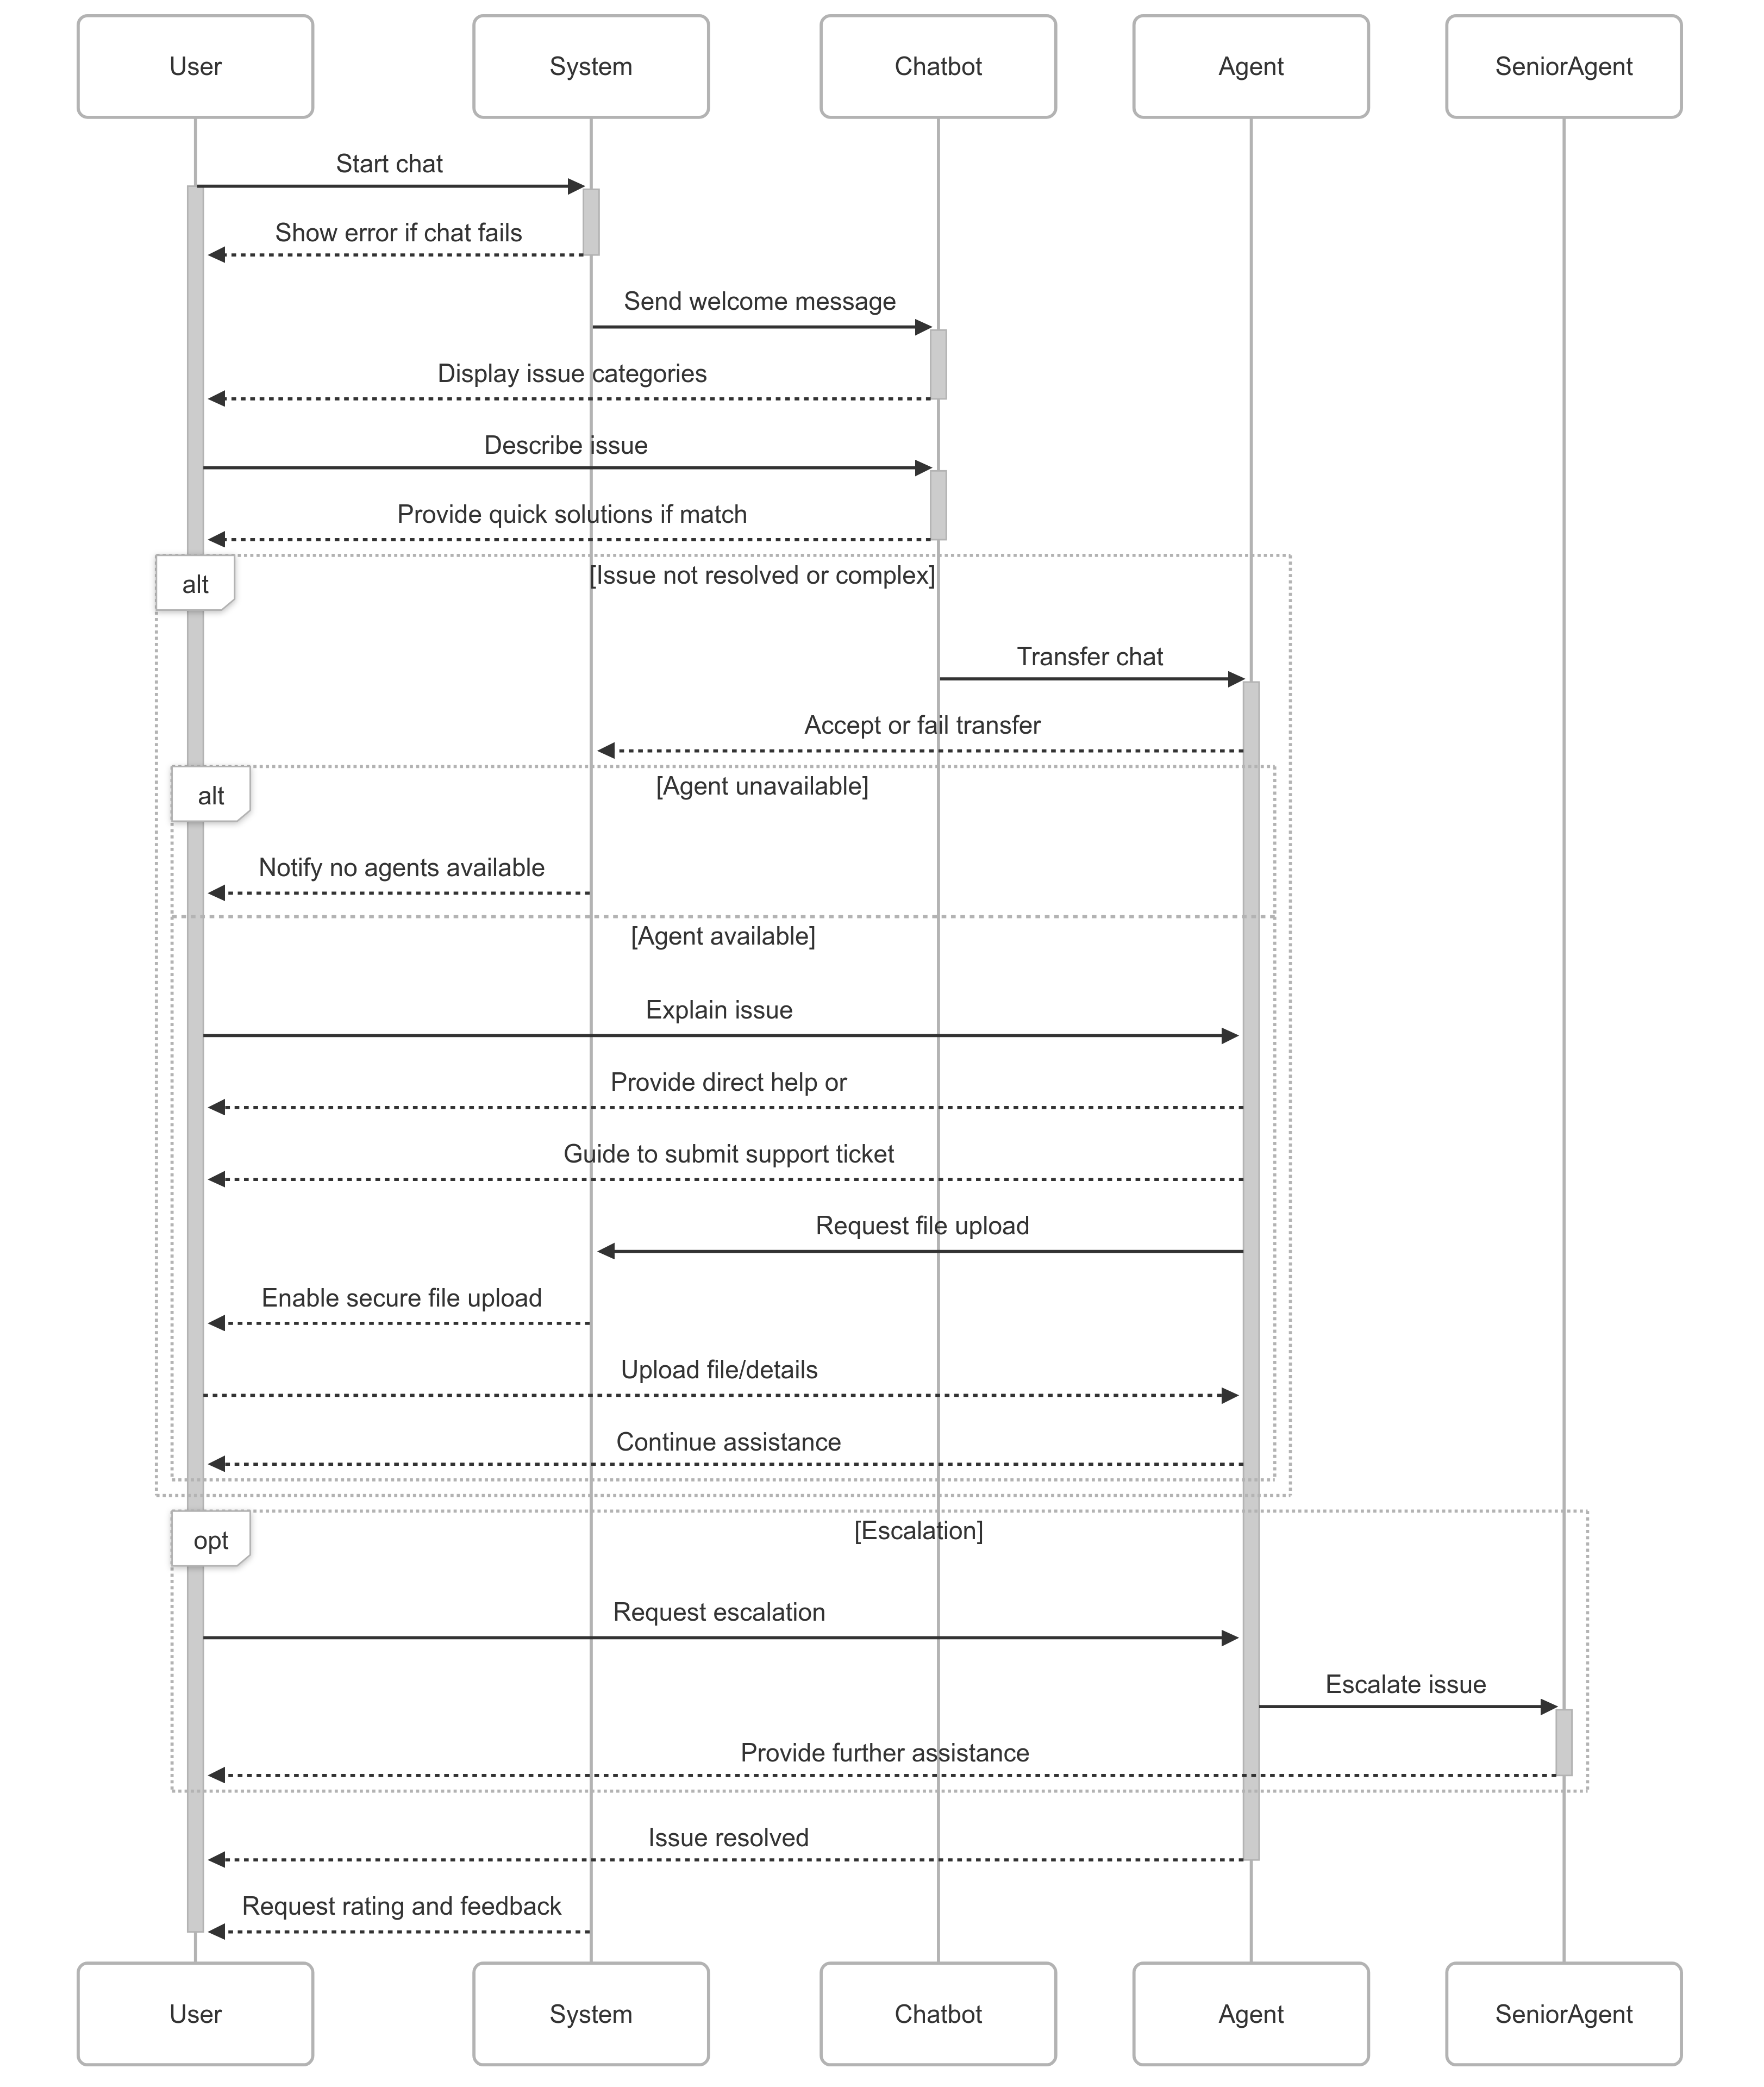 User
System
Chatbot
Agent
SeniorAgent
Start chat
Show error if chat fails
Send welcome message
Display issue categories
Describe issue
Provide quick solutions if match
alt
[Issue not resolved or complex]
Transfer chat
Accept or fail transfer
alt
[Agent unavailable]
Notify no agents available
[Agent available]
Explain issue
Provide direct help or
Guide to submit support ticket
Request file upload
Enable secure file upload
Upload file/details
Continue assistance
opt
[Escalation]
Request escalation
Escalate issue
Provide further assistance
Issue resolved
Request rating and feedback
User
System
Chatbot
Agent
SeniorAgent